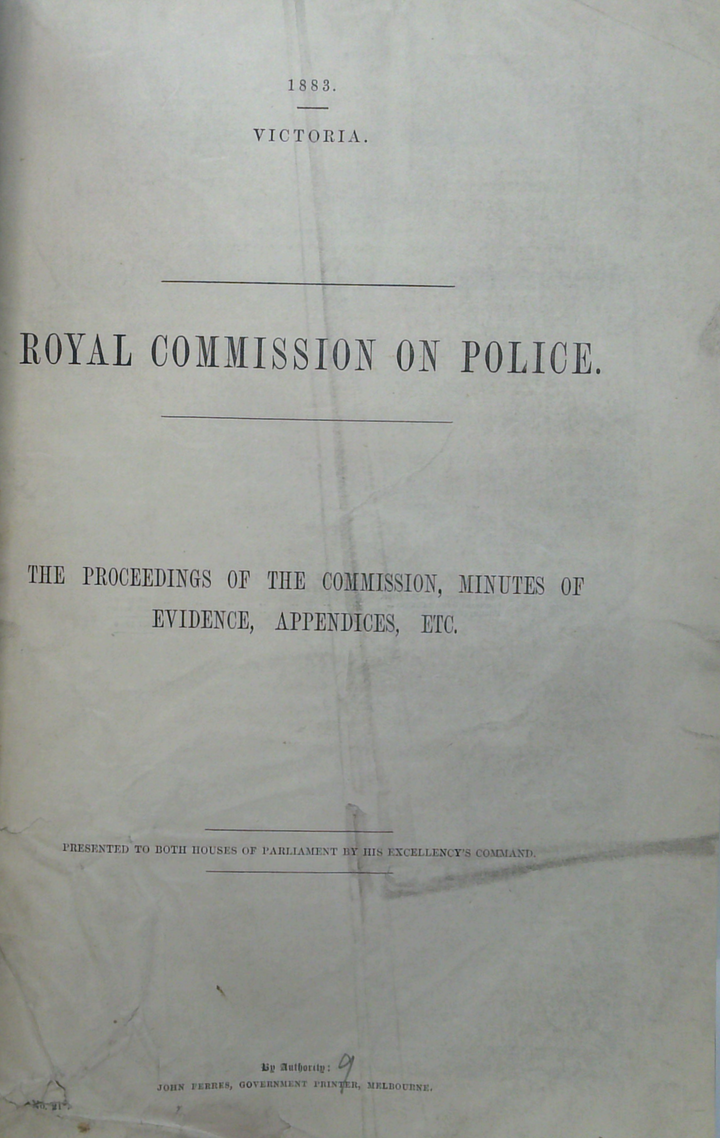 1883.
VICTORIA.
ROYAL COMMISSION ON POLICE.
THE PROCEEDINGS OF THE COMMISSION, MINUTES OF
EVIDENCE, APPENDICES, ETC.
PRESENTED TO BOTH HOUSES OF PARLIAMENT BY HIS EXCELLENCY'S COMMAND.
By Authority:
JOHN FERRES, GOVERNMENT PRINTER, MELBOURNE.
9